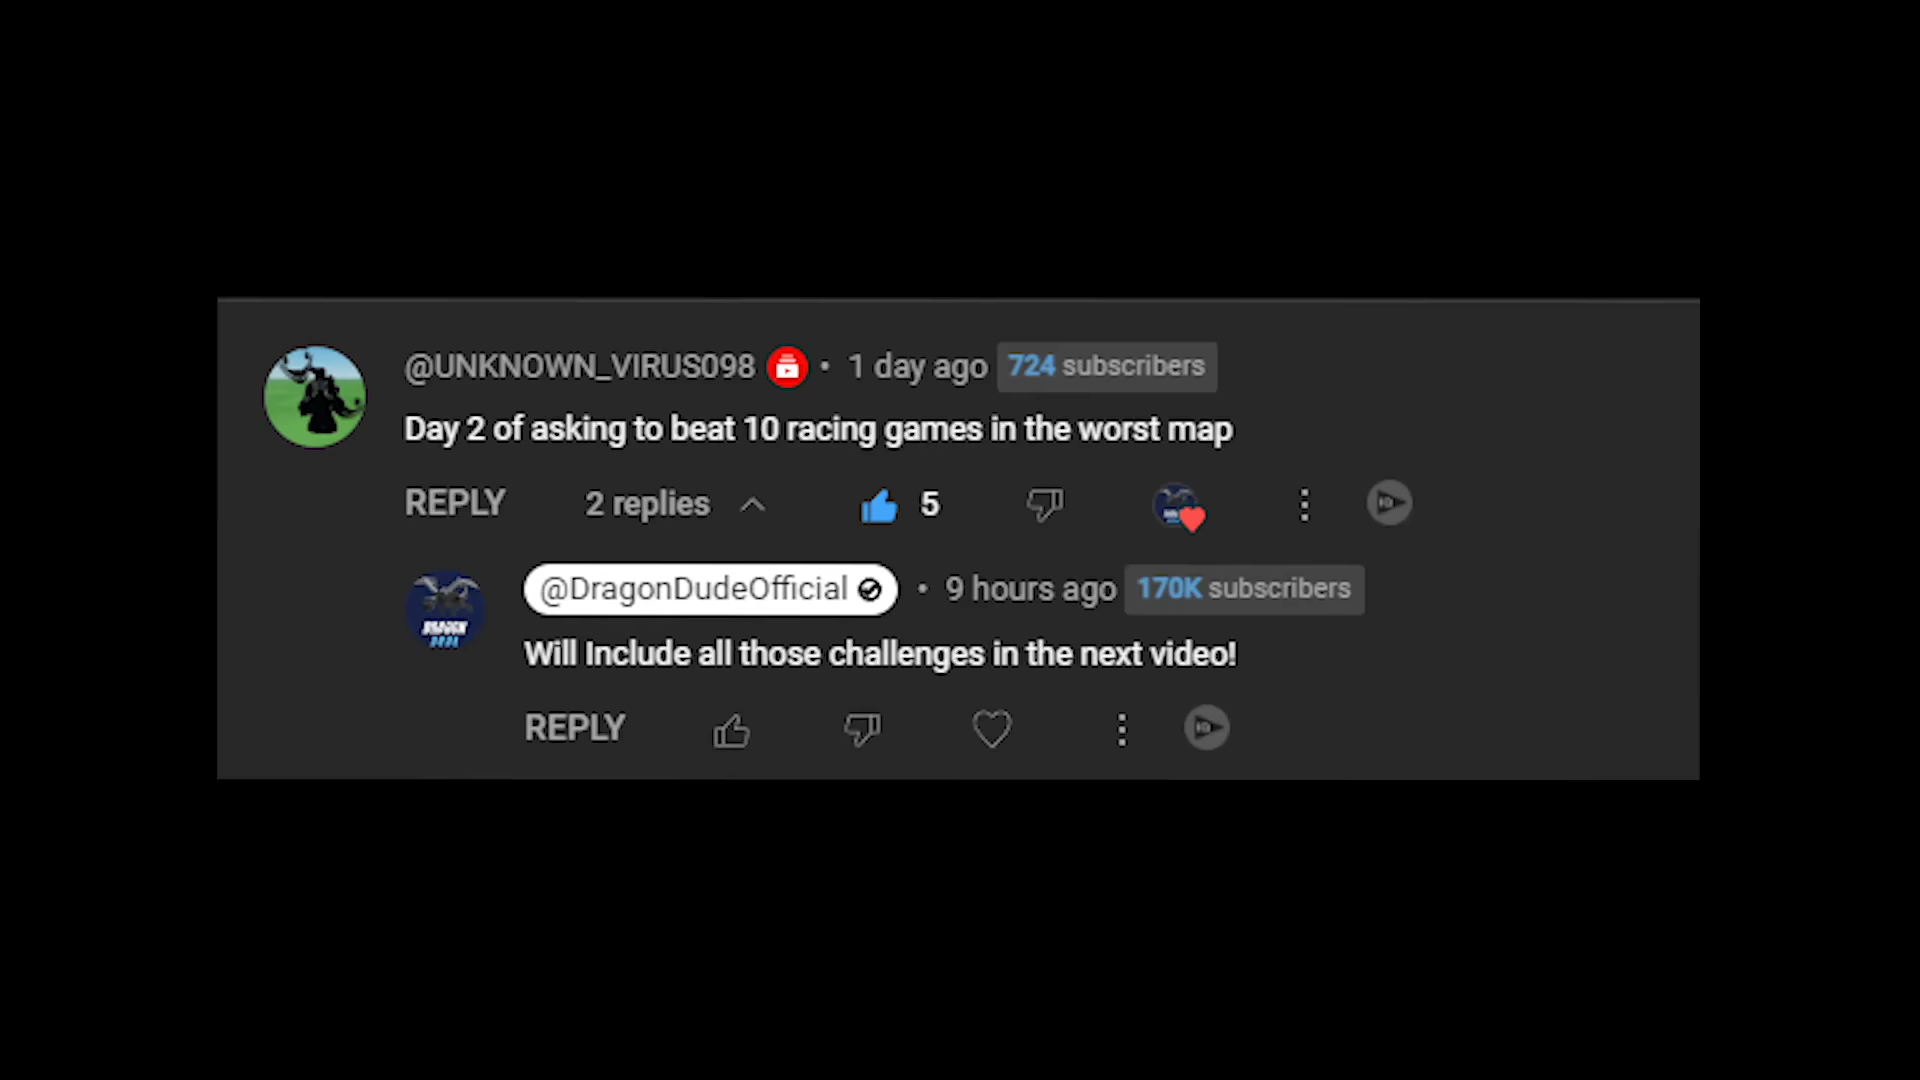 @UNKNOWN_VIRUS098 • 1 day ago 724 subscribers
Day 2 of asking to beat 10 racing games in the worst map
REPLY 2 replies 5
@DragonDudeOfficial • 9 hours ago 170K subscribers
DRAGON
DUDE
Will Include all those challenges in the next video!
REPLY